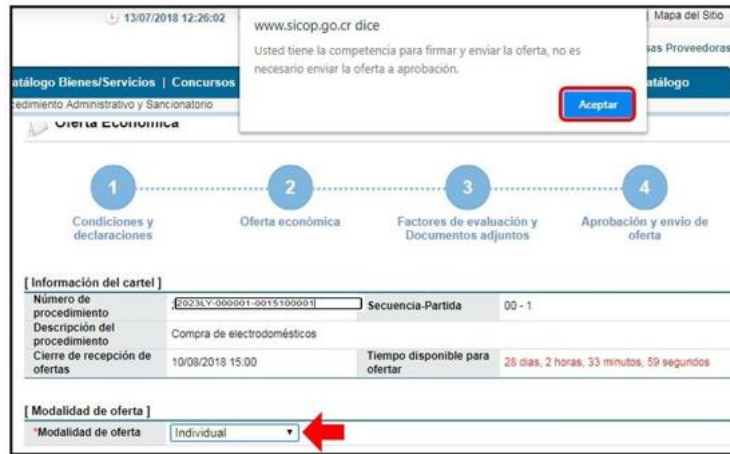 13/07/2018 12:26:02
Mapa del Sitio
www.sicop.go.cr dice
Usted tiene la competencia para firmar y enviar la oferta, no es
necesario enviar la oferta a aprobación.
Aceptar
sas Proveedoras
atálogo Bienes/Servicios | Concursos
atálogo
cedimiento Administrativo y Sancionatorio
Oferta Económica
1
2
3
4
Condiciones y
declaraciones
Oferta económica
Factores de evaluación y
Documentos adjuntos
Aprobación y envio de
oferta
[ Información del cartel ]
Número de
procedimiento
2023LY-000001-0015100001
Secuencia-Partida
00 - 1
Descripción del
procedimiento
Compra de electrodomésticos
Cierre de recepción de
ofertas
10/08/2018 15:00
Tiempo disponible para
ofertar
28 dias, 2 horas, 33 minutos, 59 segundos
[ Modalidad de oferta ]
*Modalidad de oferta
Individual